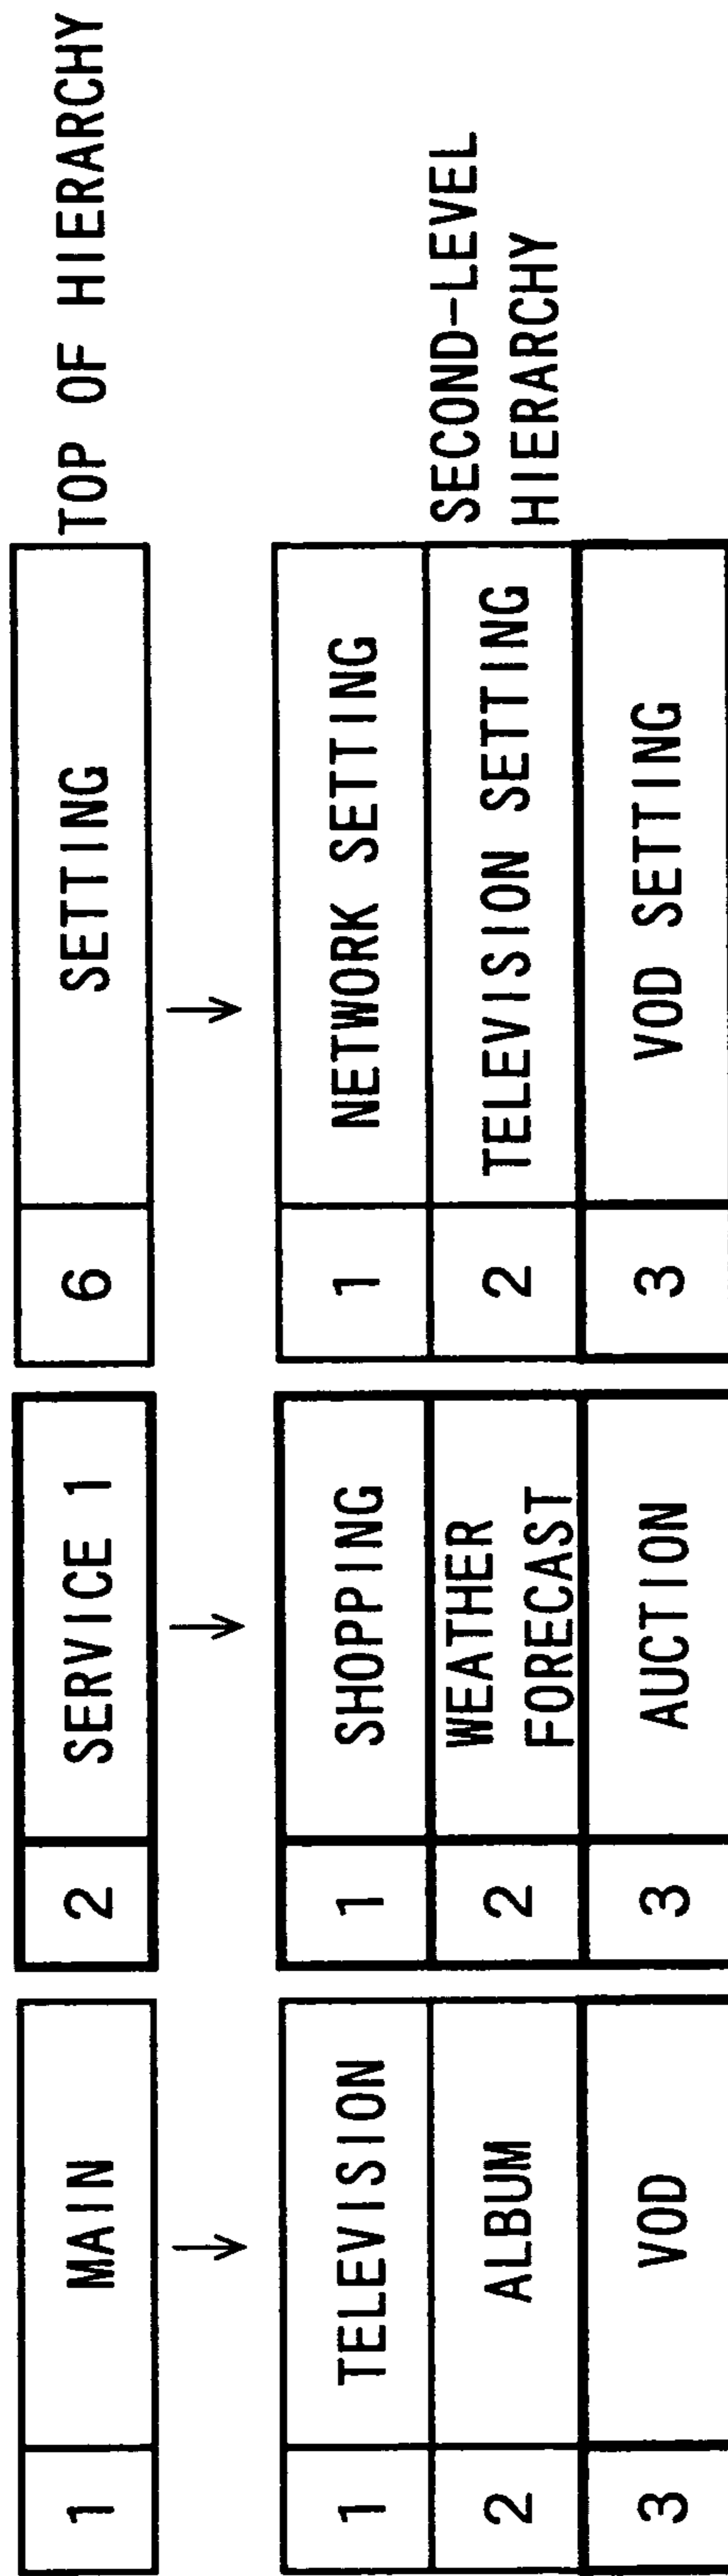 1 MAIN
2 SERVICE 1
6 SETTING
TOP OF HIERARCHY
1 TELEVISION
2 ALBUM
3 VOD
1 SHOPPING
2 WEATHER
FORECAST
3 AUCTION
1 NETWORK SETTING
2 TELEVISION SETTING
3 VOD SETTING
SECOND-LEVEL
HIERARCHY